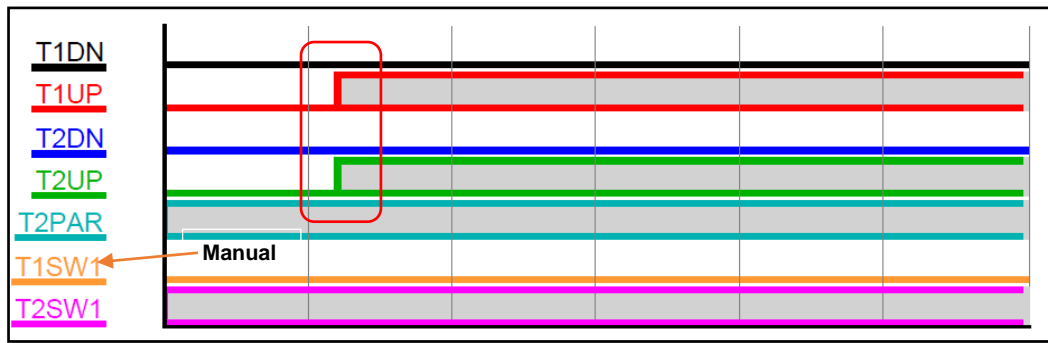 T1DN
T1UP
T2DN
T2UP
T2PAR
Manual
T1SW1
T2SW1